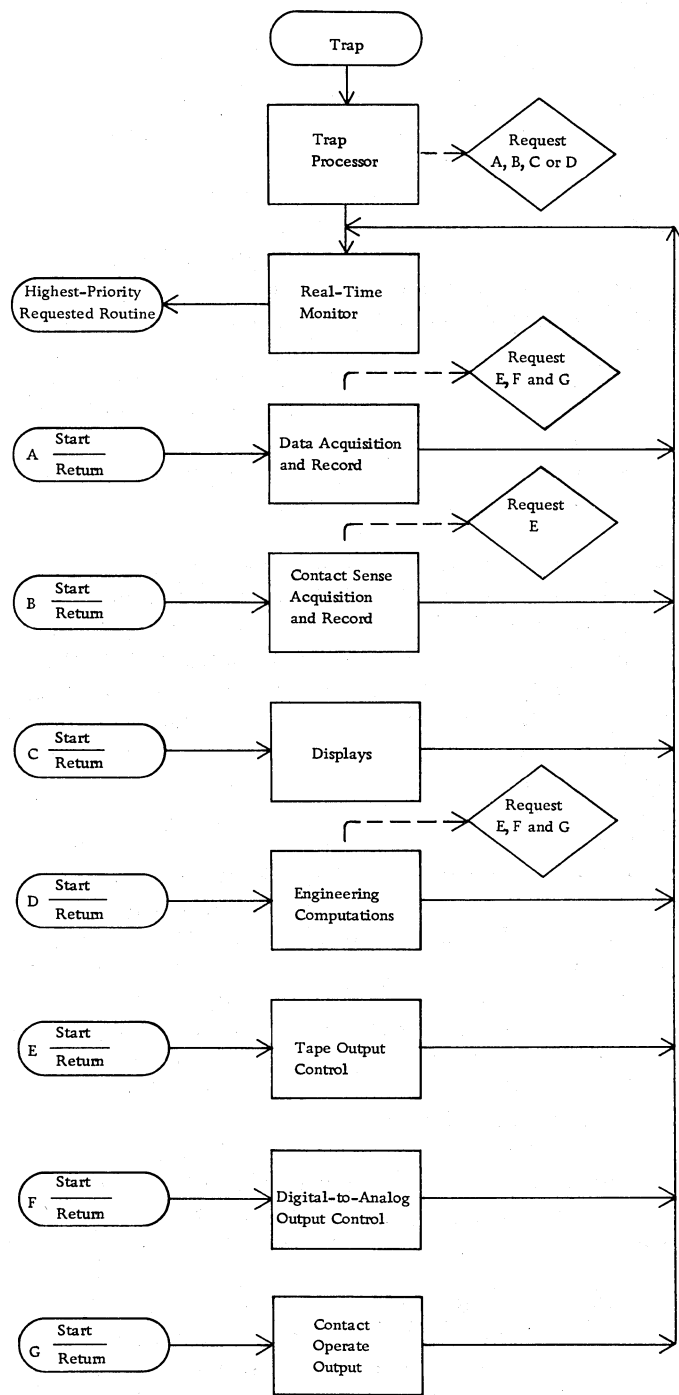 Trap
Trap
Processor
Request
A, B, C or D
Highest-Priority
Requested Routine
Real-Time
Monitor
Request
E, F and G
A Start
Return
Data Acquisition
and Record
Request
E
B Start
Return
Contact Sense
Acquisition
and Record
C Start
Return
Displays
Request
E, F and G
D Start
Return
Engineering
Computations
E Start
Return
Tape Output
Control
F Start
Return
Digital-to-Analog
Output Control
G Start
Return
Contact
Operate
Output